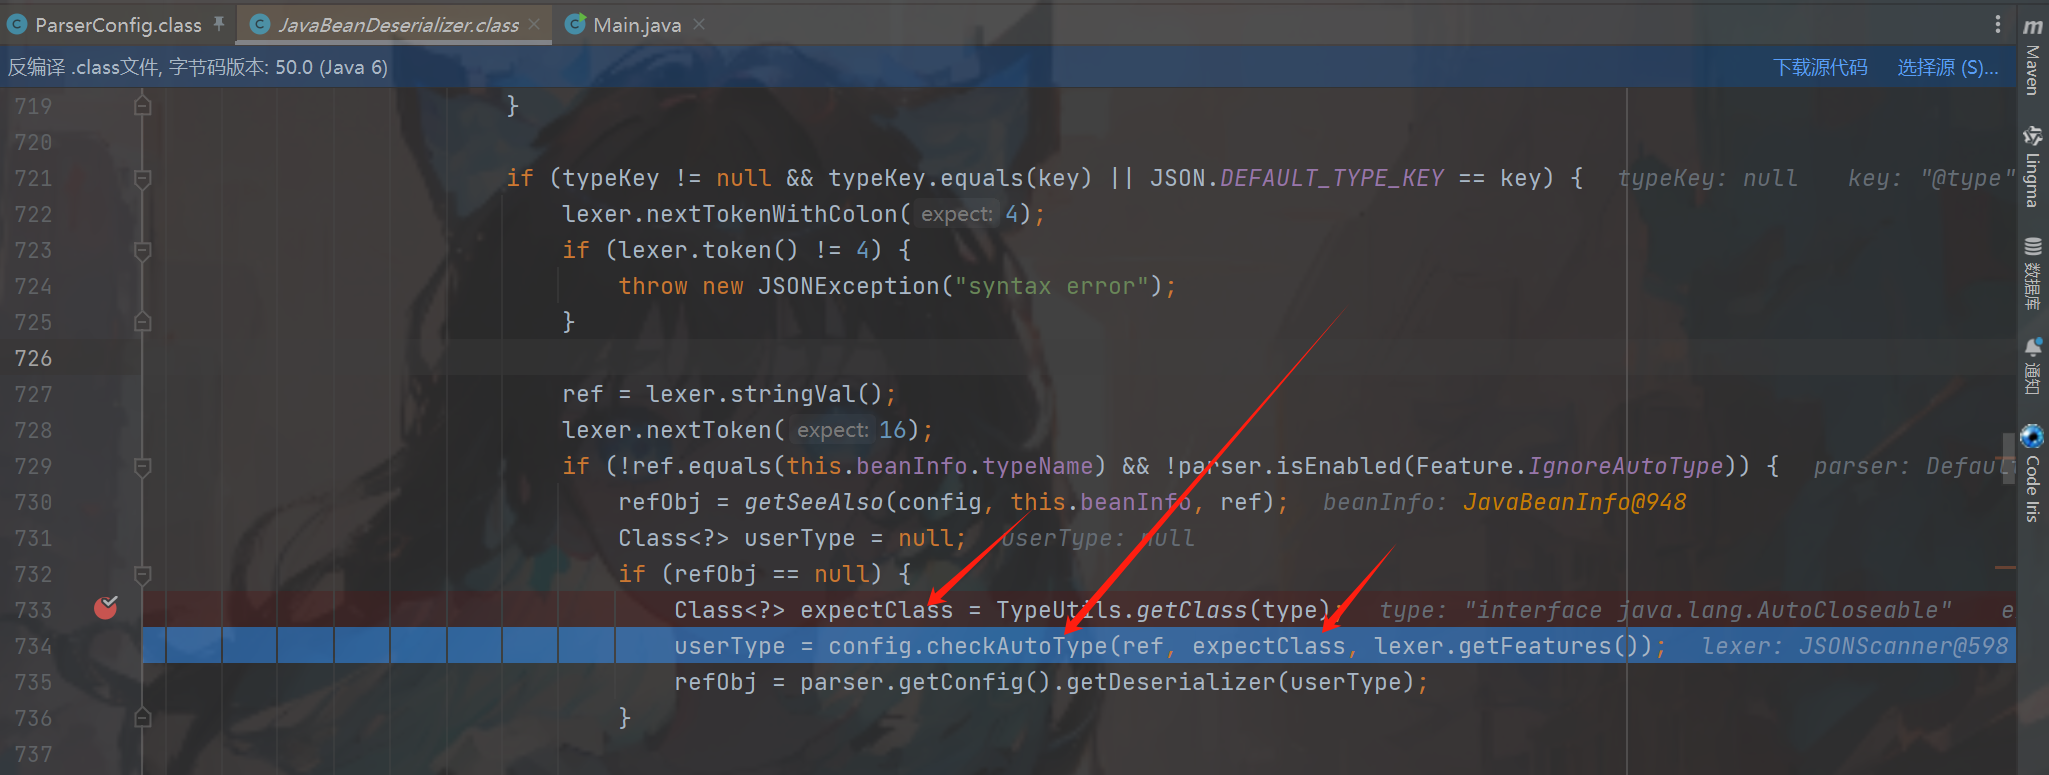 ParserConfig.class JavaBeanDeserializer.class Main.java
反编译 .class文件, 字节码版本: 50.0 (Java 6) 下载源代码 选择源 (S)...
719 }
720
721 if (typeKey != null && typeKey.equals(key) || JSON.DEFAULT_TYPE_KEY == key) { typeKey: null key: "@type"
722 lexer.nextTokenWithColon( expect: 4);
723 if (lexer.token() != 4) {
724 throw new JSONException("syntax error");
725 }
726
727 ref = lexer.stringVal();
728 lexer.nextToken( expect: 16);
729 if (!ref.equals(this.beanInfo.typeName) && !parser.isEnabled(Feature.IgnoreAutoType)) { parser: Default
730 refObj = getSeeAlso(config, this.beanInfo, ref); beanInfo: JavaBeanInfo@948
731 Class<?> userType = null; userType: null
732 if (refObj == null) {
733 Class<?> expectClass = TypeUtils.getClass(type); type: "interface java.lang.AutoCloseable" e
734 userType = config.checkAutoType(ref, expectClass, lexer.getFeatures()); lexer: JSONScanner@598
735 refObj = parser.getConfig().getDeserializer(userType);
736 }
737
m Maven
Lingma
数据库
通知
Code Iris